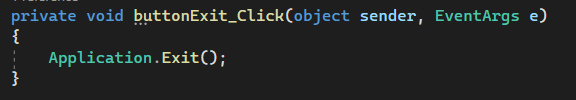 private void buttonExit_Click(object sender, EventArgs e)
{
    Application.Exit();
}